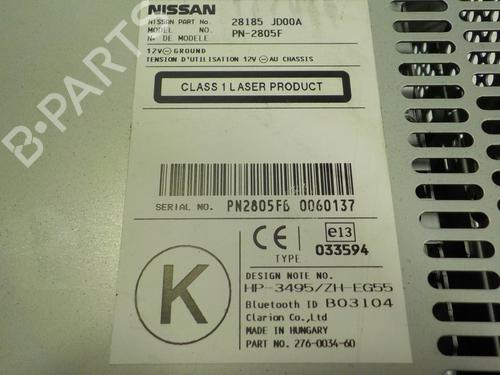 NISSAN
NISSAN PART No. 28185 JD00A
MODEL NO. PN-2805F
No DE MODELE
12V⊖GROUND
TENSION D'UTILISATION 12V⊖AU CHASSIS
CLASS 1 LASER PRODUCT
SERIAL NO. PN2805FB 0060137
CE e13
TYPE 033594
K
DESIGN NOTE NO.
HP-3495/ZH-EG55
Bluetooth ID B03104
Clarion Co.,Ltd
MADE IN HUNGARY
PART NO. 276-0034-60
B-PARTS